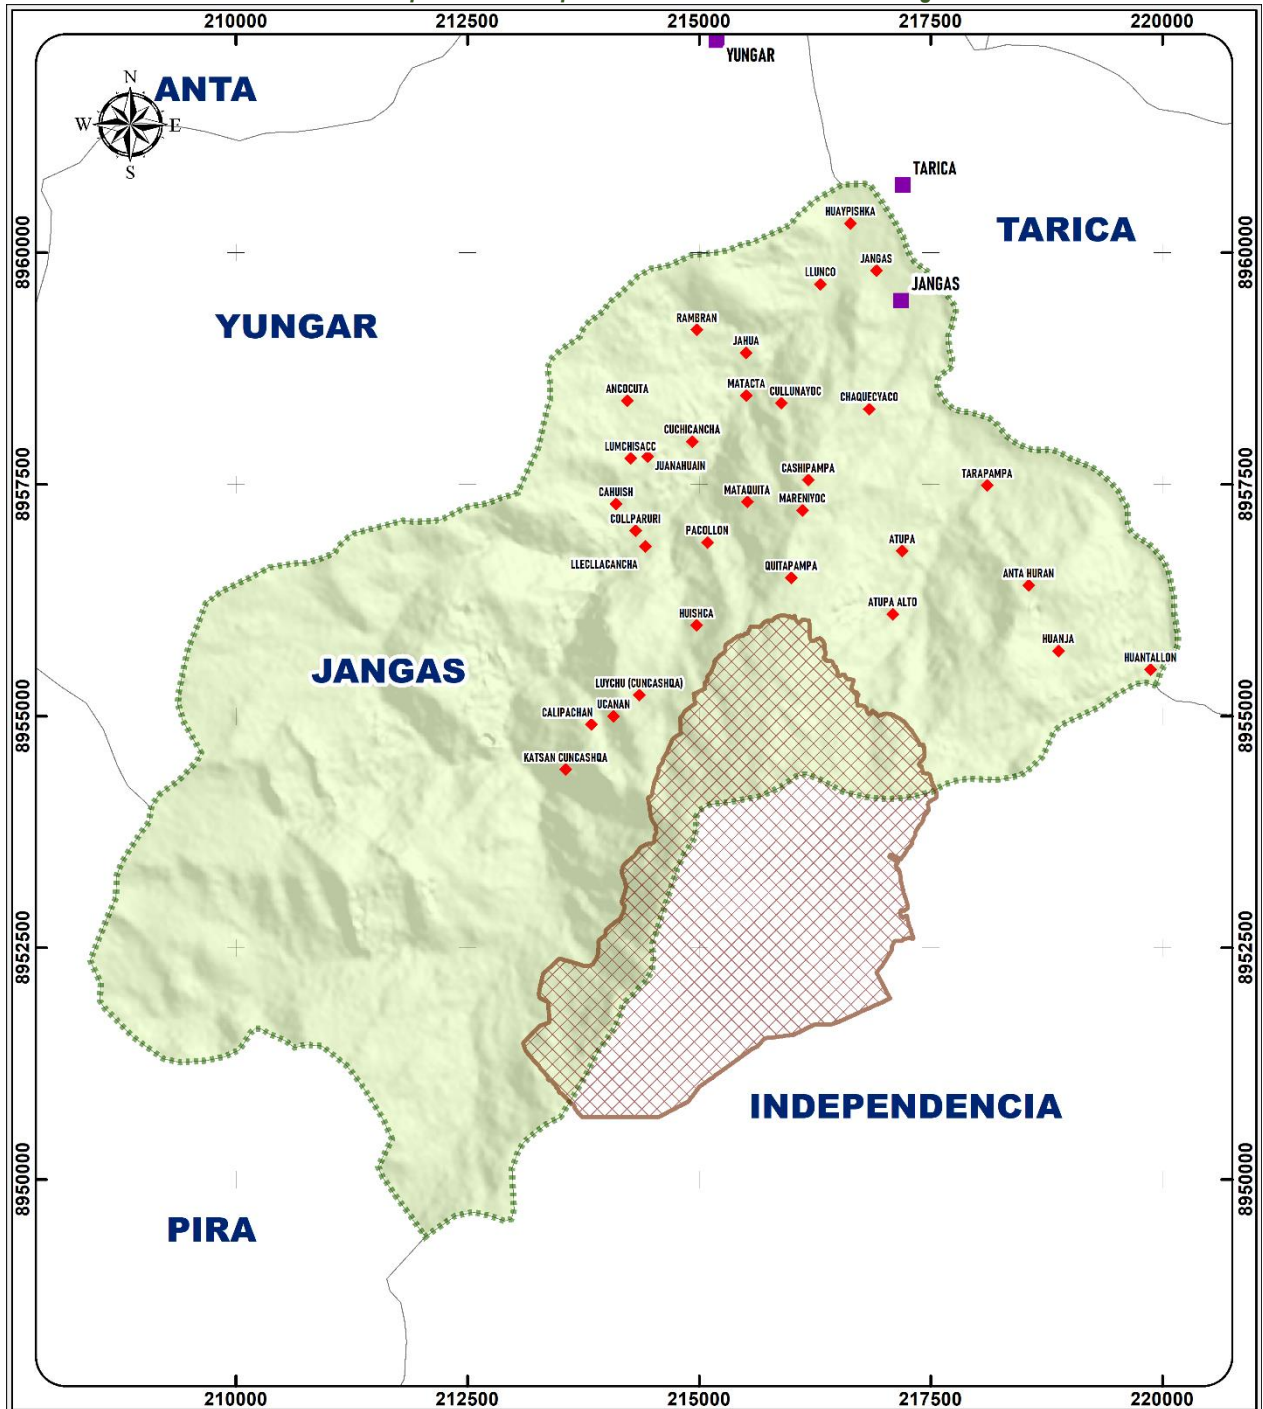 210000 212500 215000 217500 220000
YUNGAR
ANTA
N
W E
S
TARICA
HUAYPISHKA
TARICA
8960000 8960000
JANGAS
LLUNCO
JANGAS
RAMBRAN
YUNGAR
JAHUA
MATACTA
ANCOCUTA
CULLUNAYOC
CHAQUECYACO
CUCHICANCHA
LUMCHISACC
JUANAHUAIN
CASHIPAMPA
TARAPAMPA
8957500 8957500
CAHUISH
MATAQUITA
MARENIYOC
COLLPARURI
PACOLLON
ATUPA
LLECLLACANCHA
QUITAPAMPA
ANTA HURAN
ATUPA ALTO
HUISHCA
HUANJA
HUANTALLON
JANGAS
LUYCHU (CUNCASHQA)
UCANAN
CALIPACHAN
8955000 8955000
KATSAN CUNCASHQA
8952500 8952500
INDEPENDENCIA
8950000 8950000
PIRA
210000 212500 215000 217500 220000